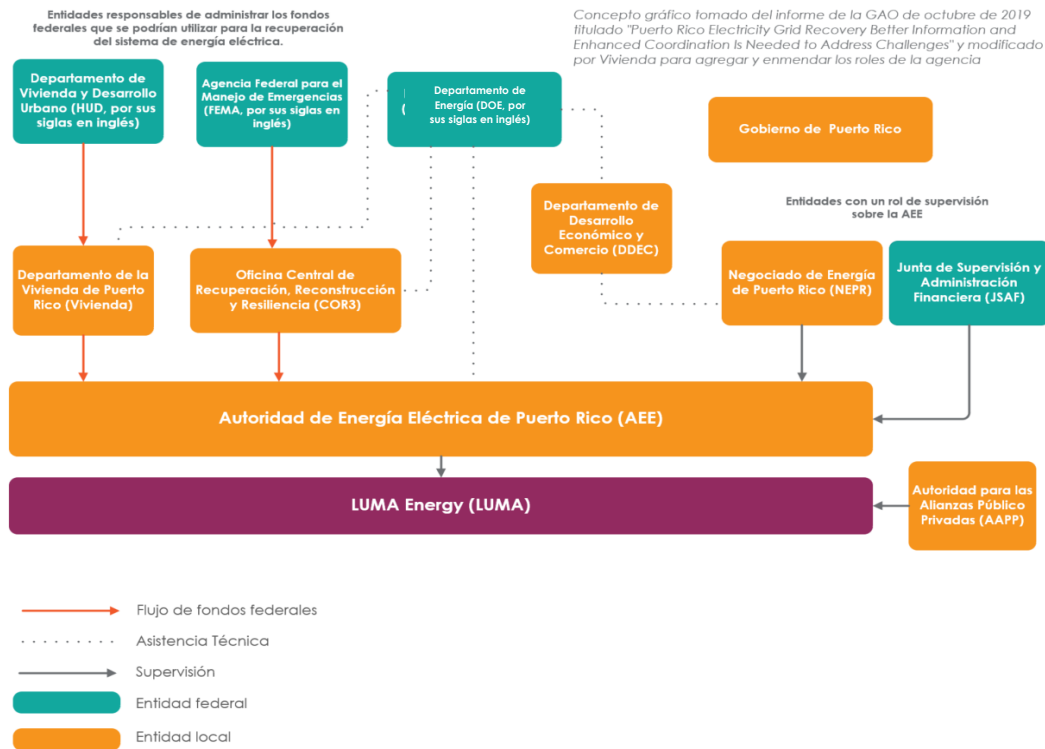 Entidades responsables de administrar los fondos
federales que se podrían utilizar para la recuperación
del sistema de energía eléctrica.
Concepto gráfico tomado del informe de la GAO de octubre de 2019
titulado "Puerto Rico Electricity Grid Recovery Better Information and
Enhanced Coordination Is Needed to Address Challenges" y modificado
por Vivienda para agregar y enmendar los roles de la agencia
Departamento de
Vivienda y Desarrollo
Urbano (HUD, por sus
siglas en inglés)
Agencia Federal para el
Manejo de Emergencias
(FEMA, por sus siglas en
inglés)
Departamento de
Energía (DOE, por
sus siglas en inglés)
Gobierno de Puerto Rico
Departamento de
Desarrollo
Económico y
Comercio (DDEC)
Entidades con un rol de supervisión
sobre la AEE
Departamento de la
Vivienda de Puerto
Rico (Vivienda)
Oficina Central de
Recuperación, Reconstrucción
y Resiliencia (COR3)
Negociado de Energía
de Puerto Rico (NEPR)
Junta de Supervisión y
Administración
Financiera (JSAF)
Autoridad de Energía Eléctrica de Puerto Rico (AEE)
LUMA Energy (LUMA)
Autoridad para las
Alianzas Público
Privadas (AAPP)
Flujo de fondos federales
Asistencia Técnica
Supervisión
Entidad federal
Entidad local